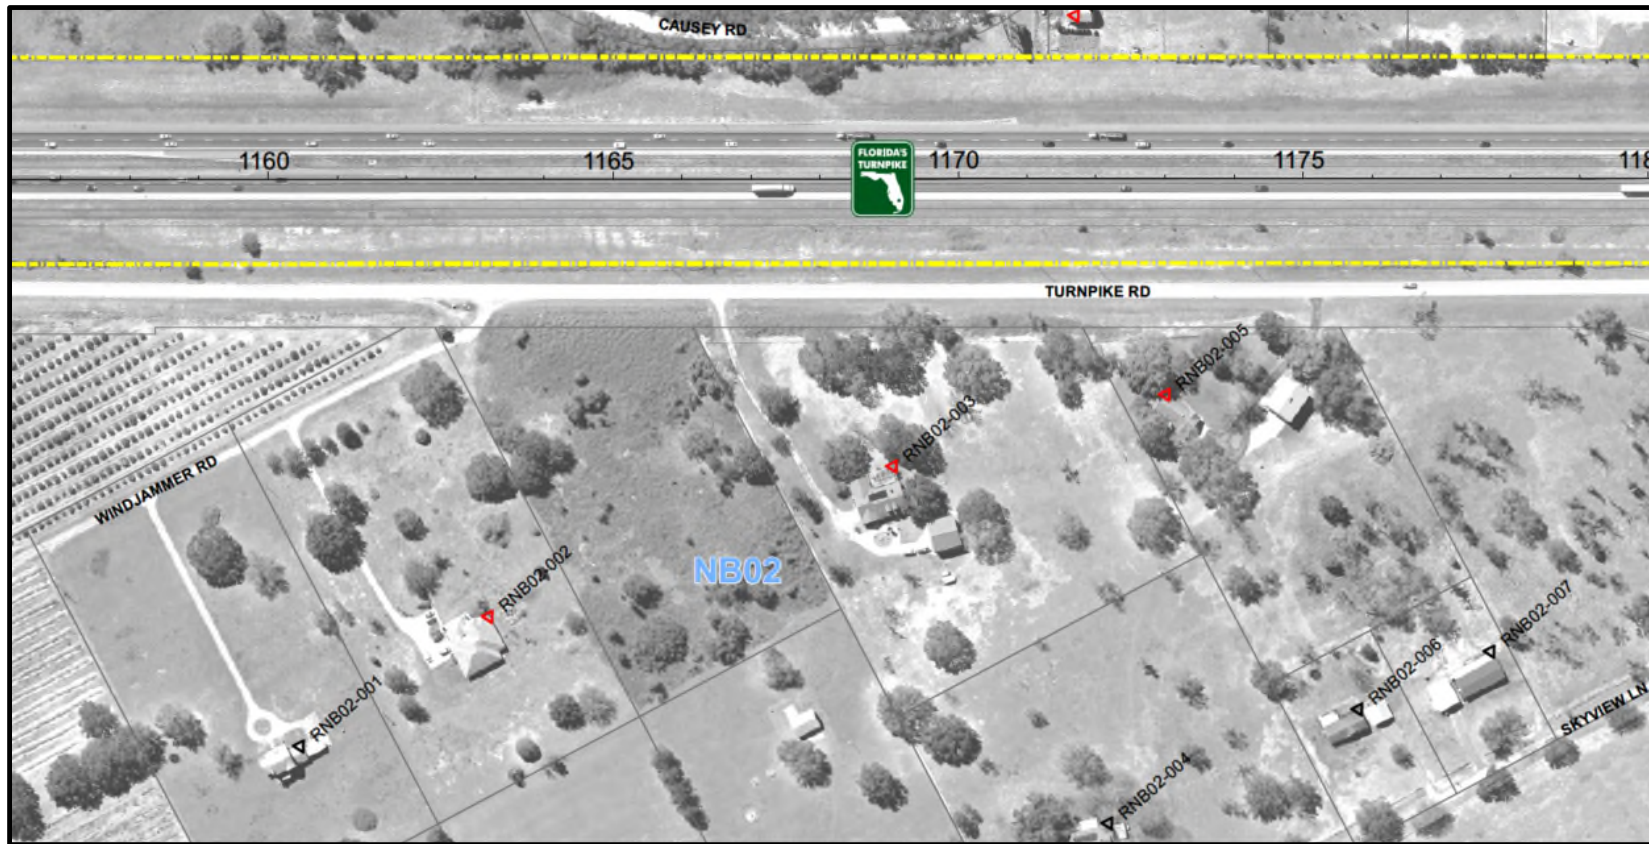 CAUSEY RD
1160
1165
FLORIDA'S
TURNPIKE
1170
1175
118
TURNPIKE RD
RNB02-005
RNB02-003
WINDJAMMER RD
NB02
RNB02-002
RNB02-007
RNB02-006
RNB02-001
SKYVIEW LN
RNB02-004